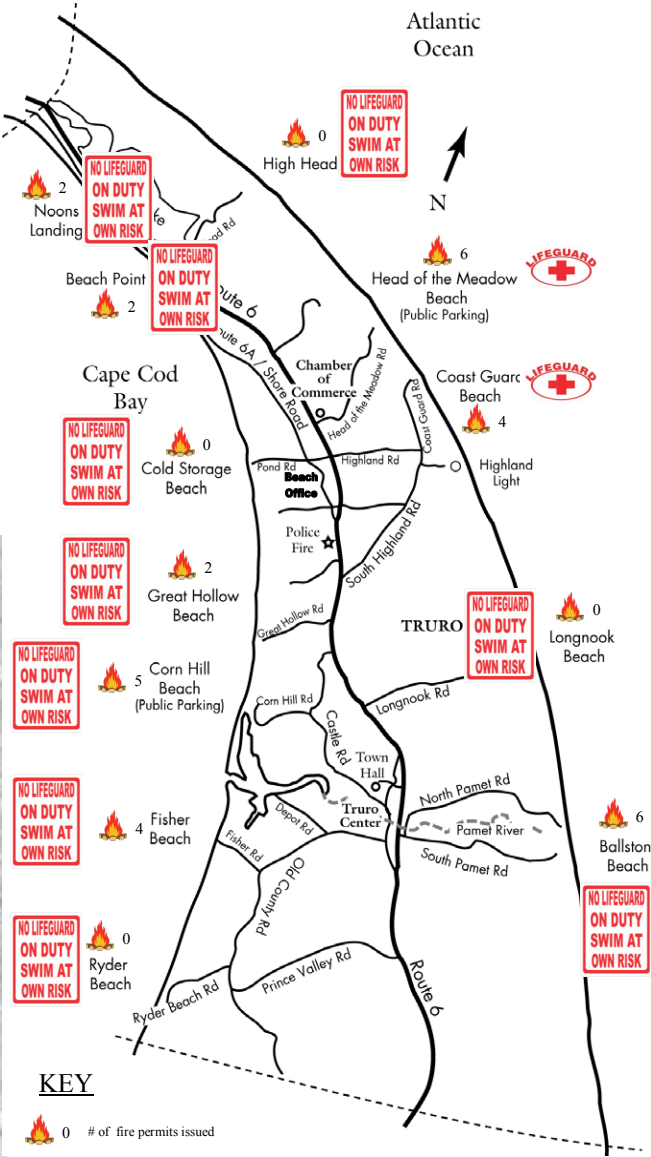 Atlantic
Ocean
0
High Head
NO LIFEGUARD
ON DUTY
SWIM AT
OWN RISK
N
2
Noons
Landing
NO LIFEGUARD
ON DUTY
SWIM AT
OWN RISK
6
Head of the Meadow
Beach
(Public Parking)
LIFEGUARD
Beach Point
2
NO LIFEGUARD
ON DUTY
SWIM AT
OWN RISK
Route 6
Route 6A / Shore Road
Chamber
of
Commerce
Head of the Meadow Rd
Coast Guard Rd
Cape Cod
Bay
Coast Guard
Beach
4
LIFEGUARD
NO LIFEGUARD
ON DUTY
SWIM AT
OWN RISK
0
Cold Storage
Beach
Pond Rd
Highland Rd
Highland
Light
Beach
Office
Police
Fire
South Highland Rd
NO LIFEGUARD
ON DUTY
SWIM AT
OWN RISK
2
Great Hollow
Beach
Great Hollow Rd
TRURO
NO LIFEGUARD
ON DUTY
SWIM AT
OWN RISK
0
Longnook
Beach
NO LIFEGUARD
ON DUTY
SWIM AT
OWN RISK
5
Corn Hill
Beach
(Public Parking)
Corn Hill Rd
Longnook Rd
Castle Rd
Town
Hall
NO LIFEGUARD
ON DUTY
SWIM AT
OWN RISK
4
Fisher
Beach
Depot Rd
Truro
Center
North Pamet Rd
Pamet River
South Pamet Rd
Fisher Rd
Old County Rd
6
Ballston
Beach
NO LIFEGUARD
ON DUTY
SWIM AT
OWN RISK
NO LIFEGUARD
ON DUTY
SWIM AT
OWN RISK
0
Ryder
Beach
Ryder Beach Rd
Prince Valley Rd
Route 6
KEY
0 # of fire permits issued